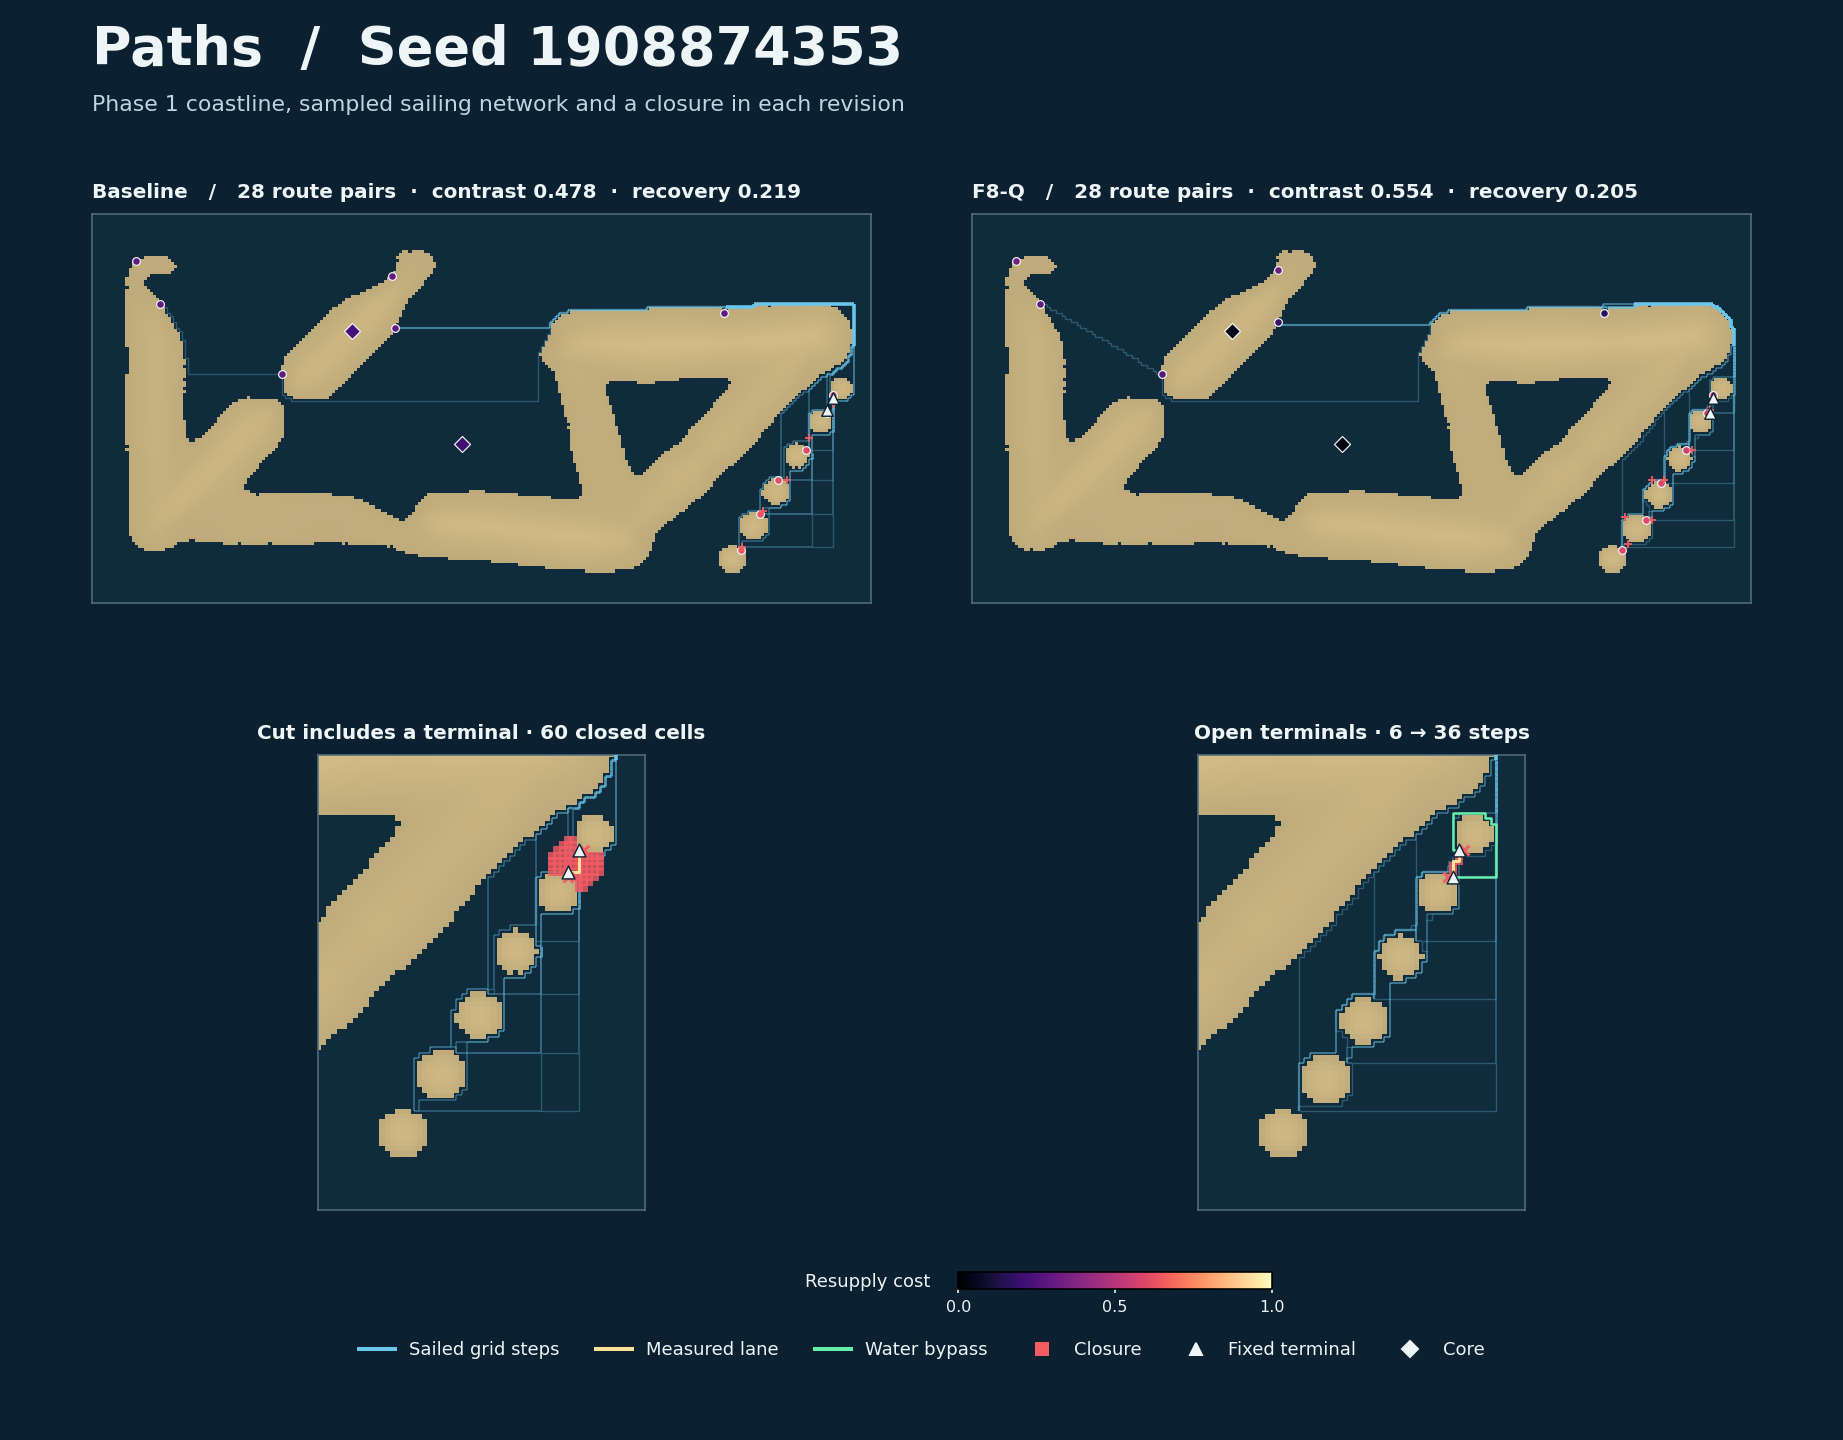 Paths / Seed 1908874353
Phase 1 coastline, sampled sailing network and a closure in each revision
Baseline / 28 route pairs · contrast 0.478 · recovery 0.219
F8-Q / 28 route pairs · contrast 0.554 · recovery 0.205
Cut includes a terminal · 60 closed cells
Open terminals · 6 → 36 steps
Resupply cost
0.0 0.5 1.0
Sailed grid steps Measured lane Water bypass Closure Fixed terminal Core